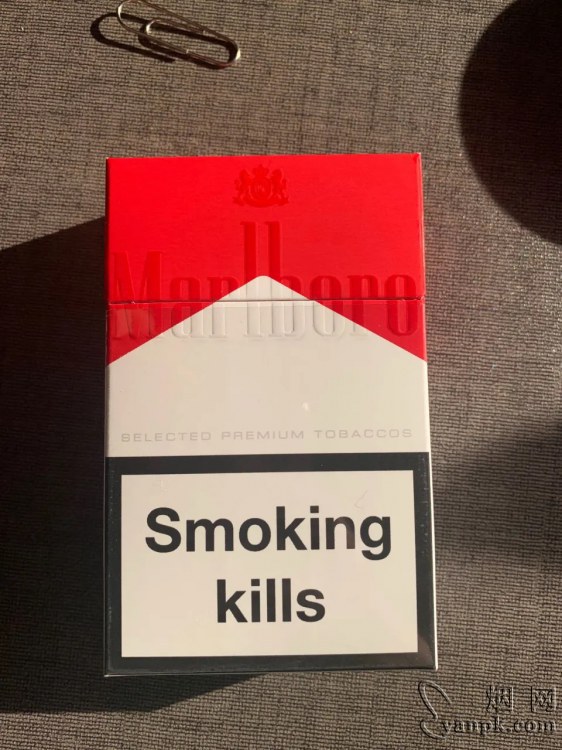 Marlboro
SELECTED PREMIUM TOBACCOS
Smoking
kills
烟网
yanpk.com